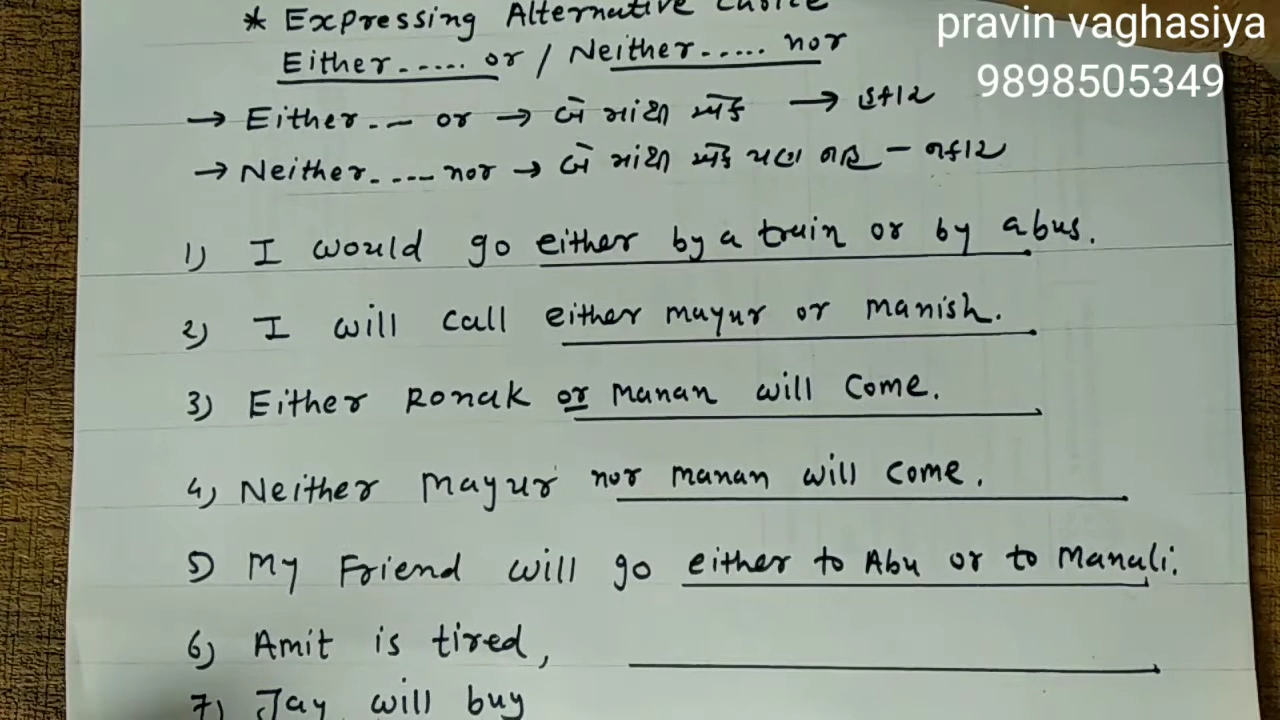 pravin vaghasiya
9898505349
* Expressing Alternative Choice
Either...... or / Neither..... nor
→ Either... or → બે માંથી એક → હકાર
→ Neither..... nor → બે માંથી એક પણ નહિ - નકાર
1) I would go either by a train or by a bus.
2) I will call either mayur or manish.
3) Either Ronak or manan will come.
4) Neither mayur nor manan will come.
5) My Friend will go either to Abu or to Manali.
6) Amit is tired,
7) Jay will buy